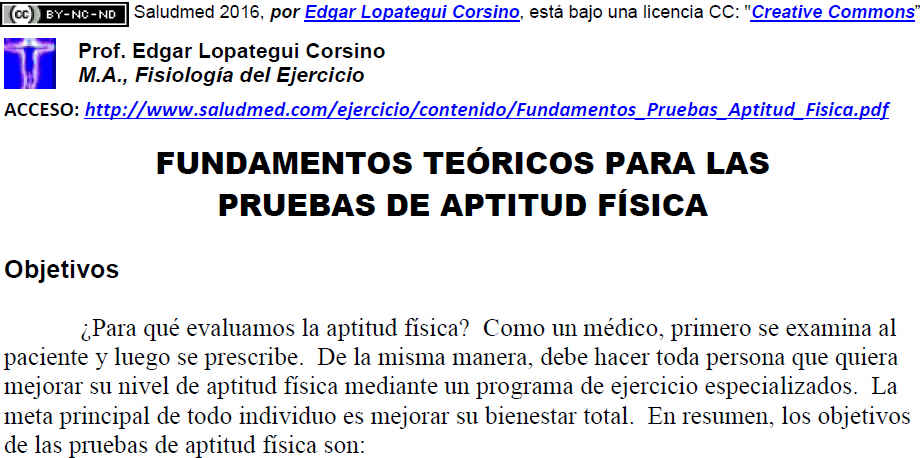 cc BY-NC-ND Saludmed 2016, por Edgar Lopategui Corsino, está bajo una licencia CC: "Creative Commons"
Prof. Edgar Lopategui Corsino
M.A., Fisiología del Ejercicio
ACCESO: http://www.saludmed.com/ejercicio/contenido/Fundamentos_Pruebas_Aptitud_Fisica.pdf
FUNDAMENTOS TEÓRICOS PARA LAS
PRUEBAS DE APTITUD FÍSICA
Objetivos
¿Para qué evaluamos la aptitud física?  Como un médico, primero se examina al
paciente y luego se prescribe.  De la misma manera, debe hacer toda persona que quiera
mejorar su nivel de aptitud física mediante un programa de ejercicio especializados.  La
meta principal de todo individuo es mejorar su bienestar total.  En resumen, los objetivos
de las pruebas de aptitud física son: